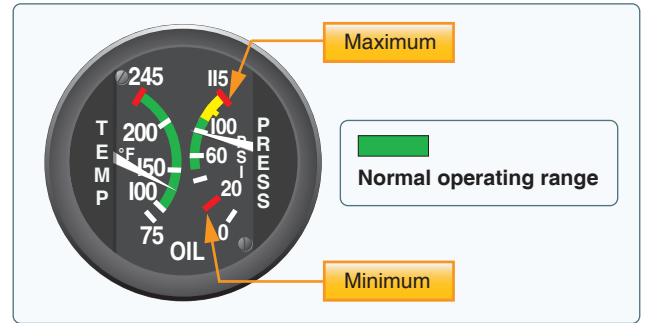 Maximum
245
115
200
100
°F
150
60
100
20
75
0
TEMP
PRESS
PSI
OIL
Normal operating range
Minimum